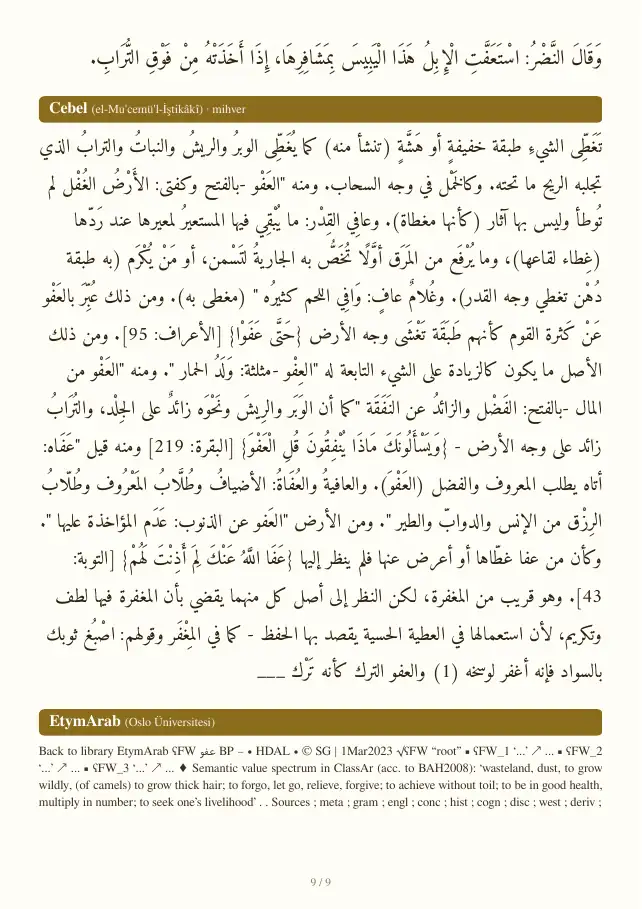 وَقَالَ النَّضْرُ: اسْتَعَفَّتِ الْإِبِلُ هَذَا الْيَبِيسَ بِمَشَافِرِهَا، إِذَا أَخَذَتْهُ مِنْ فَوْقِ التُّرَابِ.
Cebel (el-Mu'cemü'l-İştikâkî) · mihver
تَغَطِّى الشيءِ طبقة خفيفةٍ أو هَشَّةٍ (تنشأ منه) كما يُغَطِّى الوبرُ والريشُ والنباتُ والترابُ الذي
تجلبه الريح ما تحته. وكالخَمْل في وجه السحاب. ومنه "العَفْو -بالفتح وكفتى: الأَرْضُ الغُفْل لم
تُوطأ وليس بها آثار (كأنها مغطاة). وعافِي القِدْر: ما يُبْقِي فيها المستعيرُ لمعيرها عند رَدّها
(غِطاء لقاعها)، وما يُرْفَع من المَرَق أوَّلًا تُخَصُّ به الجاريةُ لتَسْمن، أو مَنْ يُكْرَم (به طبقة
دُهْن تغطي وجه القدر). وغُلامٌ عافٍ: وَافِي اللحم كثيرُه " (مغطى به). ومن ذلك عُبِّرَ بالعَفْو
عَنْ كَثرة القوم كأنهم طَبَقَة تَغْشَى وجه الأرض {حَتَّى عَفَوْا} [الأعراف: 95]. ومن ذلك
الأصل ما يكون كالزيادة على الشيء التابعة له "العِفْو -مثلثة: وَلَدُ الحمار ". ومنه "العَفْو من
المال -بالفتح: الفَضْل والزائدُ عن النَفَقَة "كما أن الوَبَر والرِيشَ ونَحْوَه زائدٌ على الجِلْد، والتُرَابُ
زائد على وجه الأرض - {وَيَسْأَلُونَكَ مَاذَا يُنْفِقُونَ قُلِ الْعَفْوَ} [البقرة: 219] ومنه قيل "عَفَاه:
أتاه يطلب المعروف والفضل (العَفْوَ). والعافيةُ والعُفَاةُ: الأضيافُ وطُلَّابُ المَعْروف وطُلّابُ
الرِزْق من الإنس والدوابّ والطير ". ومن الأرض "العَفو عن الذنوب: عَدَم المؤاخذة عليها ".
وكأن من عفا غطّاها أو أعرض عنها فلم ينظر إليها {عَفَا اللَّهُ عَنْكَ لِمَ أَذِنْتَ لَهُمْ} [التوبة:
43]. وهو قريب من المغفرة، لكن النظر إلى أصل كل منهما يقضي بأن المغفرة فيها لطف
وتكريم، لأن استعمالها في العطية الحسية يقصد بها الحفظ - كما في المِغْفَر وقولهم: اصْبُغ ثوبك
بالسواد فإنه أغفر لوسخه (1) والعفو الترك كأنه تَرْك ___
EtymArab (Oslo Üniversitesi)
Back to library EtymArab ʕFW عفو BP – • HDAL • © SG | 1Mar2023 √ʕFW “root” ▪ ʕFW_1 ‘...’ ↗ ... ▪ ʕFW_2
‘...’ ↗ ... ▪ ʕFW_3 ‘...’ ↗ ... ♦ Semantic value spectrum in ClassAr (acc. to BAH2008): ‘wasteland, dust, to grow
wildly, (of camels) to grow thick hair; to forgo, let go, relieve, forgive; to achieve without toil; to be in good health,
multiply in number; to seek one’s livelihood’ . . Sources ; meta ; gram ; engl ; conc ; hist ; cogn ; disc ; west ; deriv ;
9 / 9